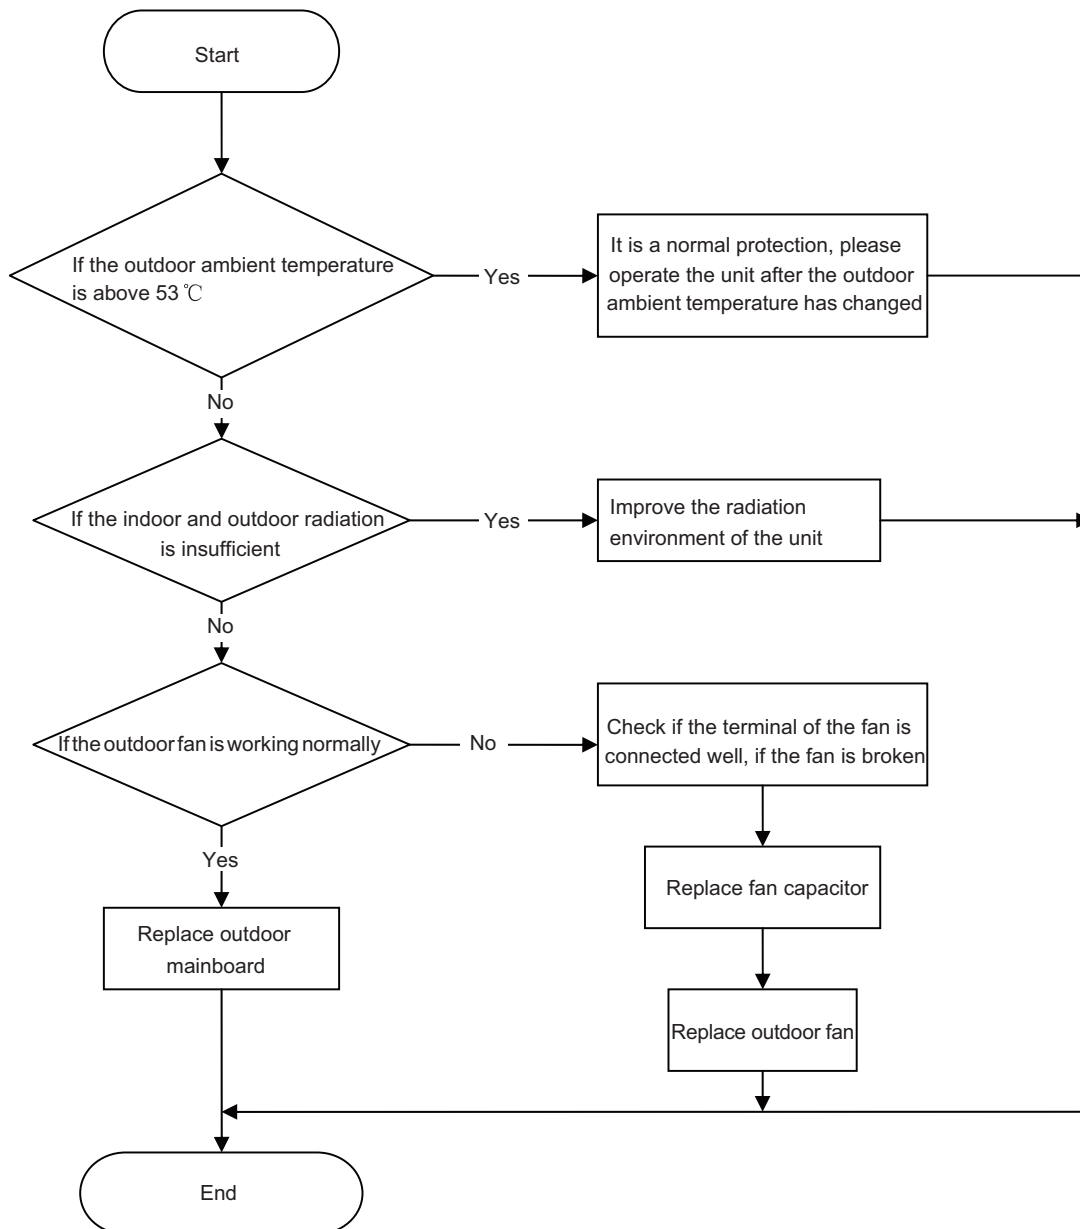 Start
If the outdoor ambient temperature
is above 53 ℃
Yes
It is a normal protection, please
operate the unit after the outdoor
ambient temperature has changed
No
If the indoor and outdoor radiation
is insufficient
Yes
Improve the radiation
environment of the unit
No
If the outdoor fan is working normally
No
Check if the terminal of the fan is
connected well, if the fan is broken
Yes
Replace fan capacitor
Replace outdoor
mainboard
Replace outdoor fan
End